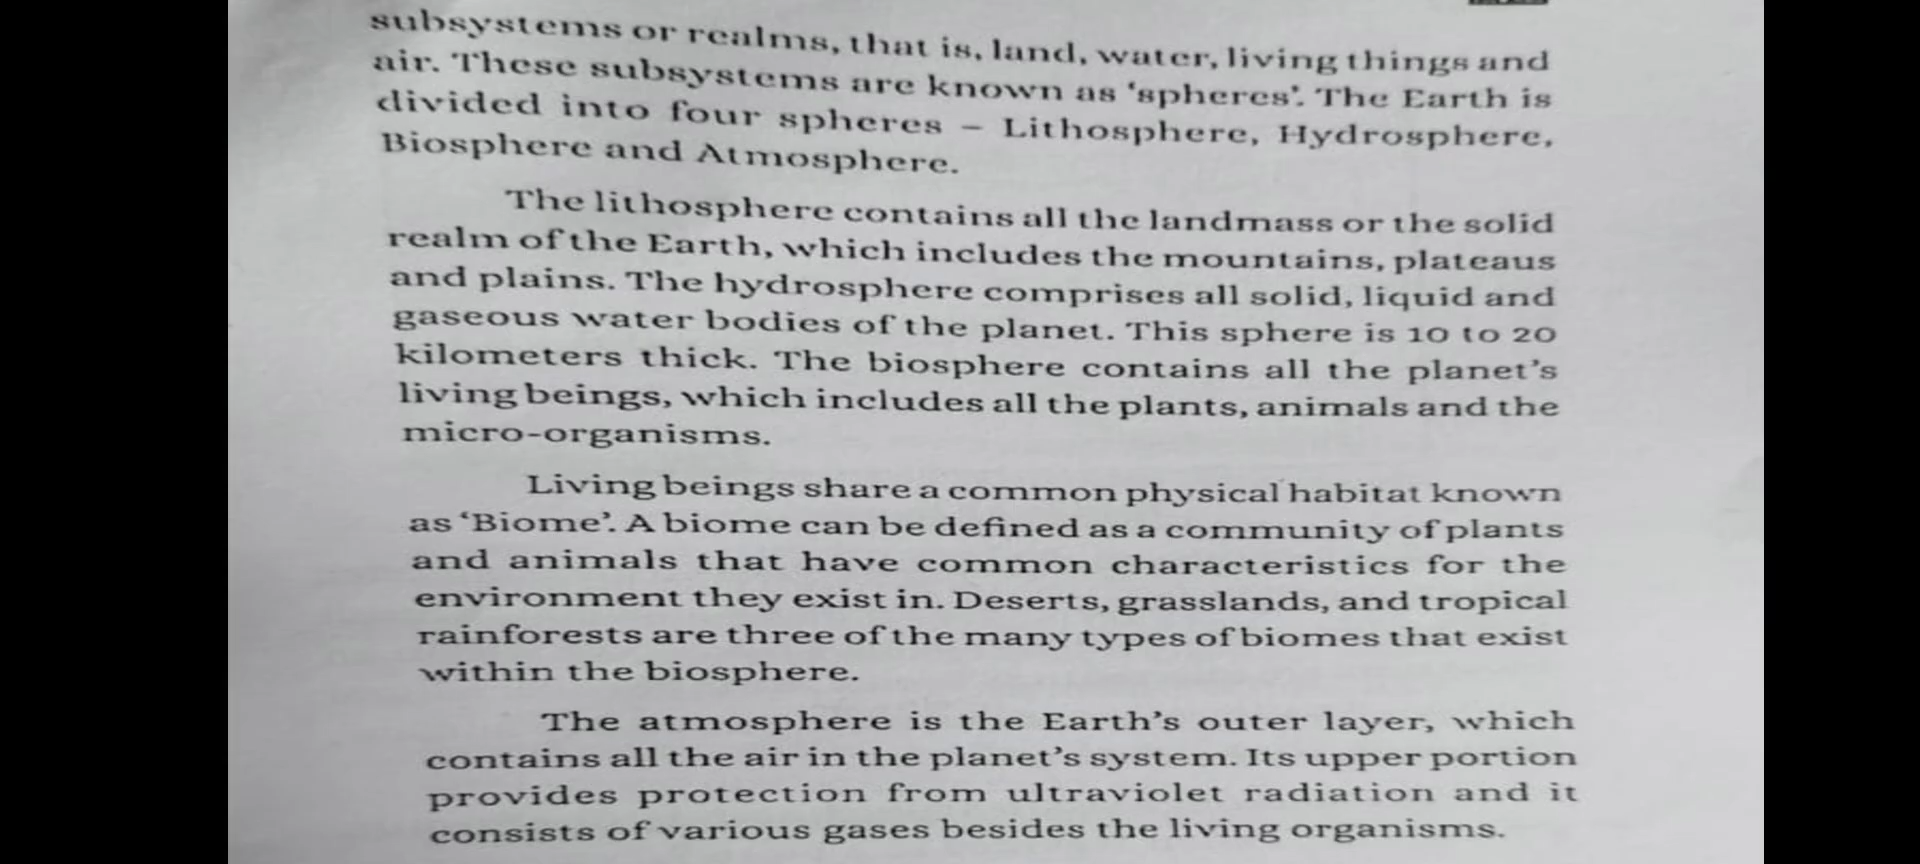 subsystems or realms, that is, land, water, living things and
air. These subsystems are known as ‘spheres’. The Earth is
divided into four spheres – Lithosphere, Hydrosphere,
Biosphere and Atmosphere.
The lithosphere contains all the landmass or the solid
realm of the Earth, which includes the mountains, plateaus
and plains. The hydrosphere comprises all solid, liquid and
gaseous water bodies of the planet. This sphere is 10 to 20
kilometers thick. The biosphere contains all the planet’s
living beings, which includes all the plants, animals and the
micro-organisms.
Living beings share a common physical habitat known
as ‘Biome’. A biome can be defined as a community of plants
and animals that have common characteristics for the
environment they exist in. Deserts, grasslands, and tropical
rainforests are three of the many types of biomes that exist
within the biosphere.
The atmosphere is the Earth’s outer layer, which
contains all the air in the planet’s system. Its upper portion
provides protection from ultraviolet radiation and it
consists of various gases besides the living organisms.